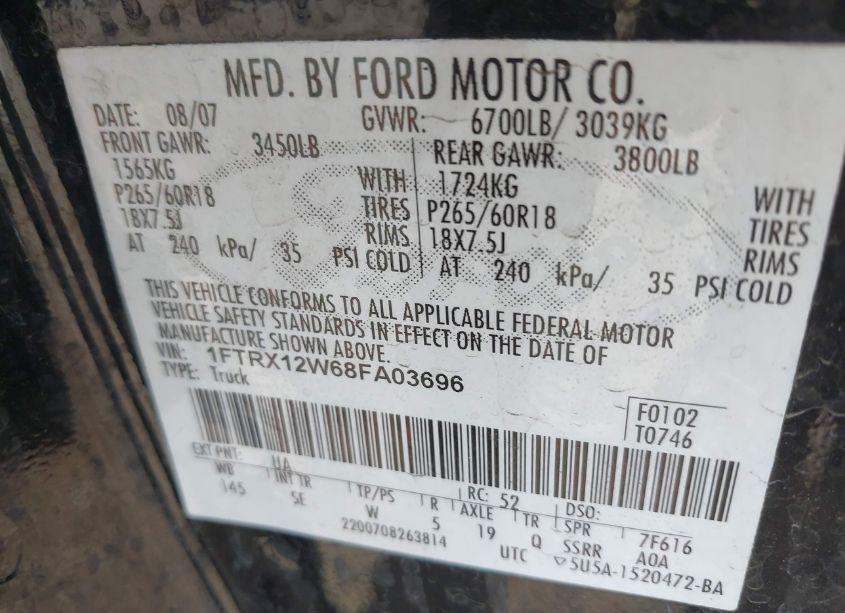 MFD. BY FORD MOTOR CO.
DATE: 08/07 GVWR: 6700LB/ 3039KG
FRONT GAWR: 3450LB REAR GAWR: 3800LB
1565KG WITH 1724KG WITH
P265/60R18 TIRES P265/60R18 TIRES
18X7.5J RIMS 18X7.5J RIMS
AT 240 kPa/ 35 PSI COLD AT 240 kPa/ 35 PSI COLD
THIS VEHICLE CONFORMS TO ALL APPLICABLE FEDERAL MOTOR
VEHICLE SAFETY STANDARDS IN EFFECT ON THE DATE OF
MANUFACTURE SHOWN ABOVE.
VIN: 1FTRX12W68FA03696
TYPE: Truck
F0102
T0746
EXT PNT: UA RC: 52 DSO:
WB INT TR TP/PS R AXLE TR SPR 7F616
145 SE W 5 19 Q SSRR A0A
2200708263814 UTC ▽5U5A-1520472-BA